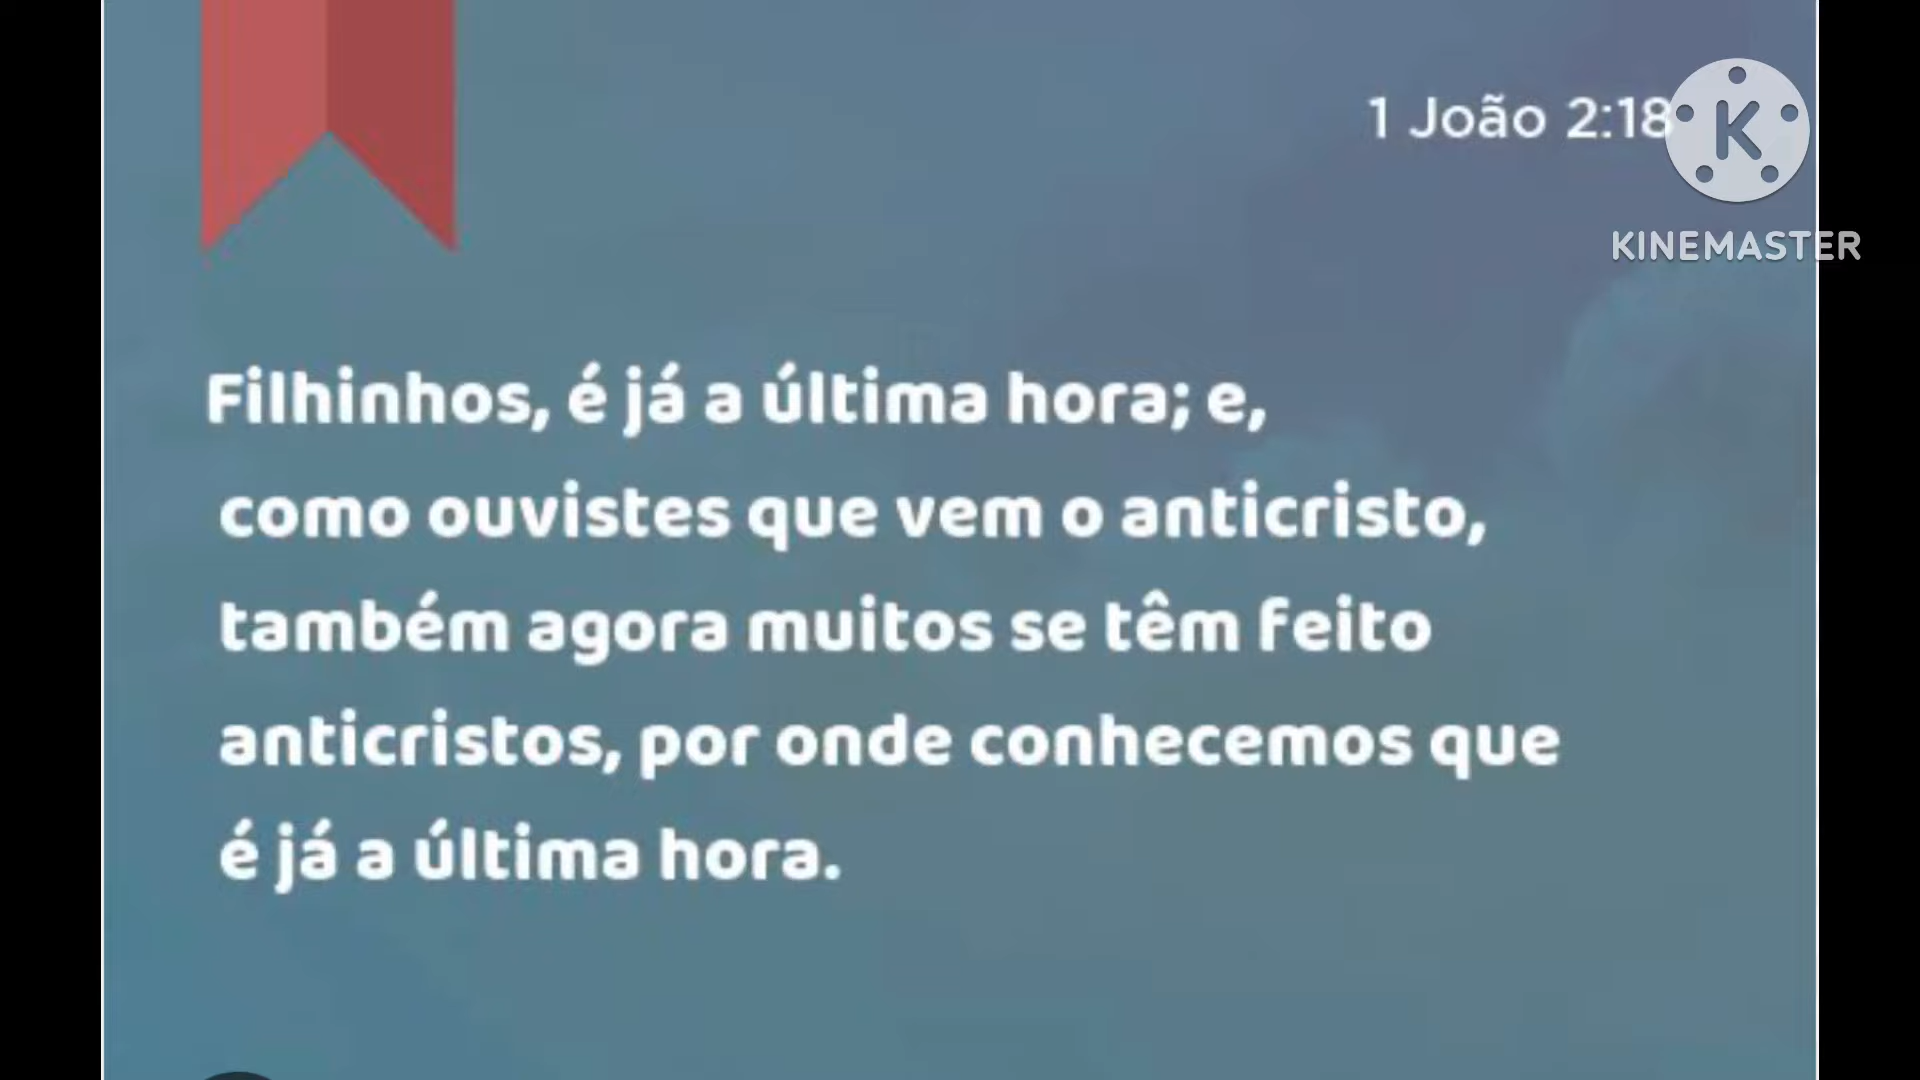 1 João 2:18
K
KINEMASTER
Filhinhos, é já a última hora; e,
como ouvistes que vem o anticristo,
também agora muitos se têm feito
anticristos, por onde conhecemos que
é já a última hora.